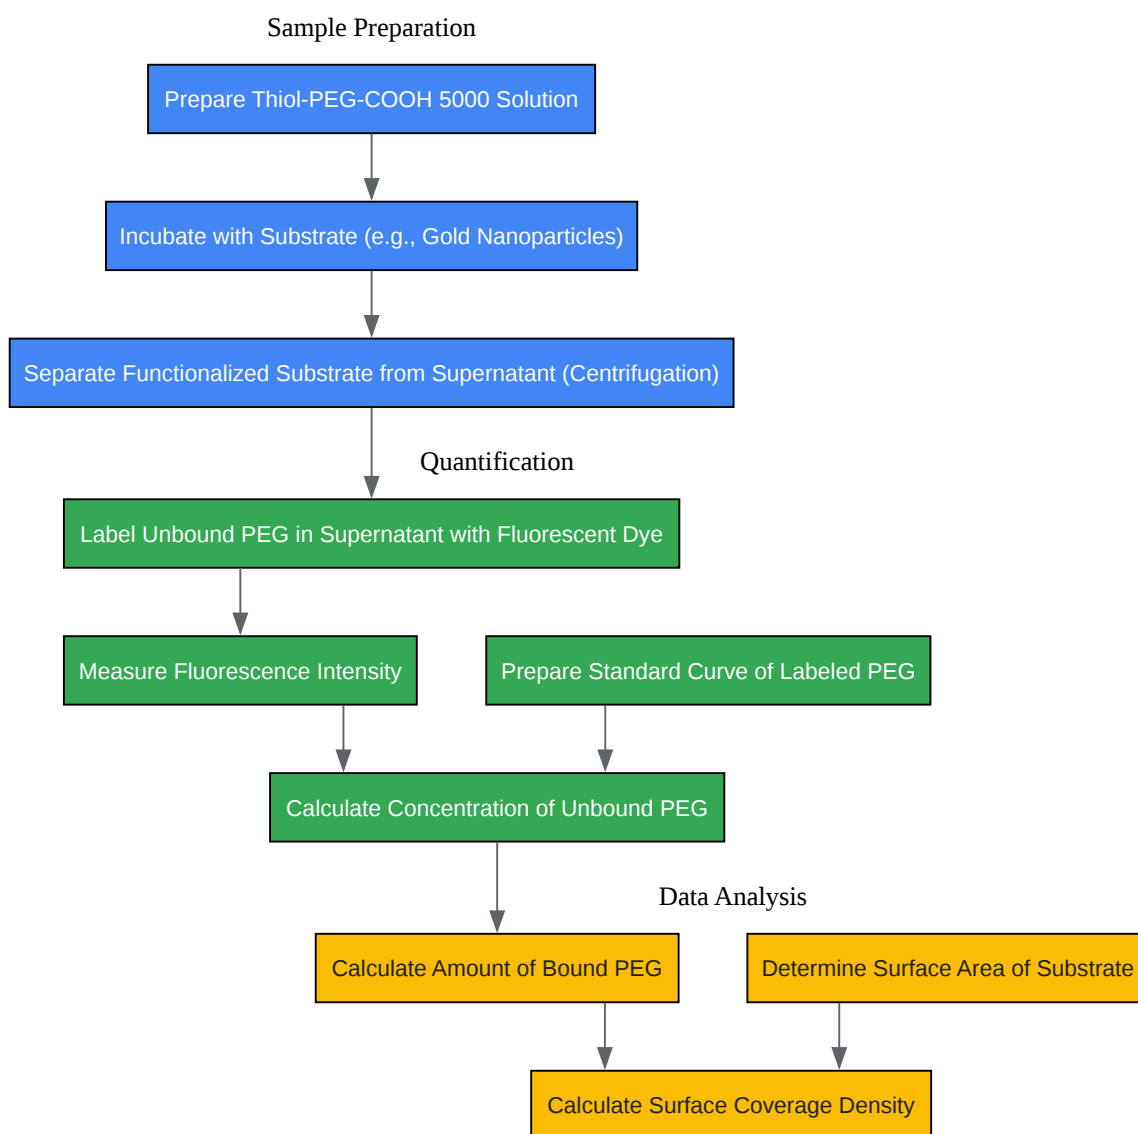 Sample Preparation
Prepare Thiol-PEG-COOH 5000 Solution
Incubate with Substrate (e.g., Gold Nanoparticles)
Separate Functionalized Substrate from Supernatant (Centrifugation)
Quantification
Label Unbound PEG in Supernatant with Fluorescent Dye
Measure Fluorescence Intensity
Prepare Standard Curve of Labeled PEG
Calculate Concentration of Unbound PEG
Data Analysis
Calculate Amount of Bound PEG
Determine Surface Area of Substrate
Calculate Surface Coverage Density